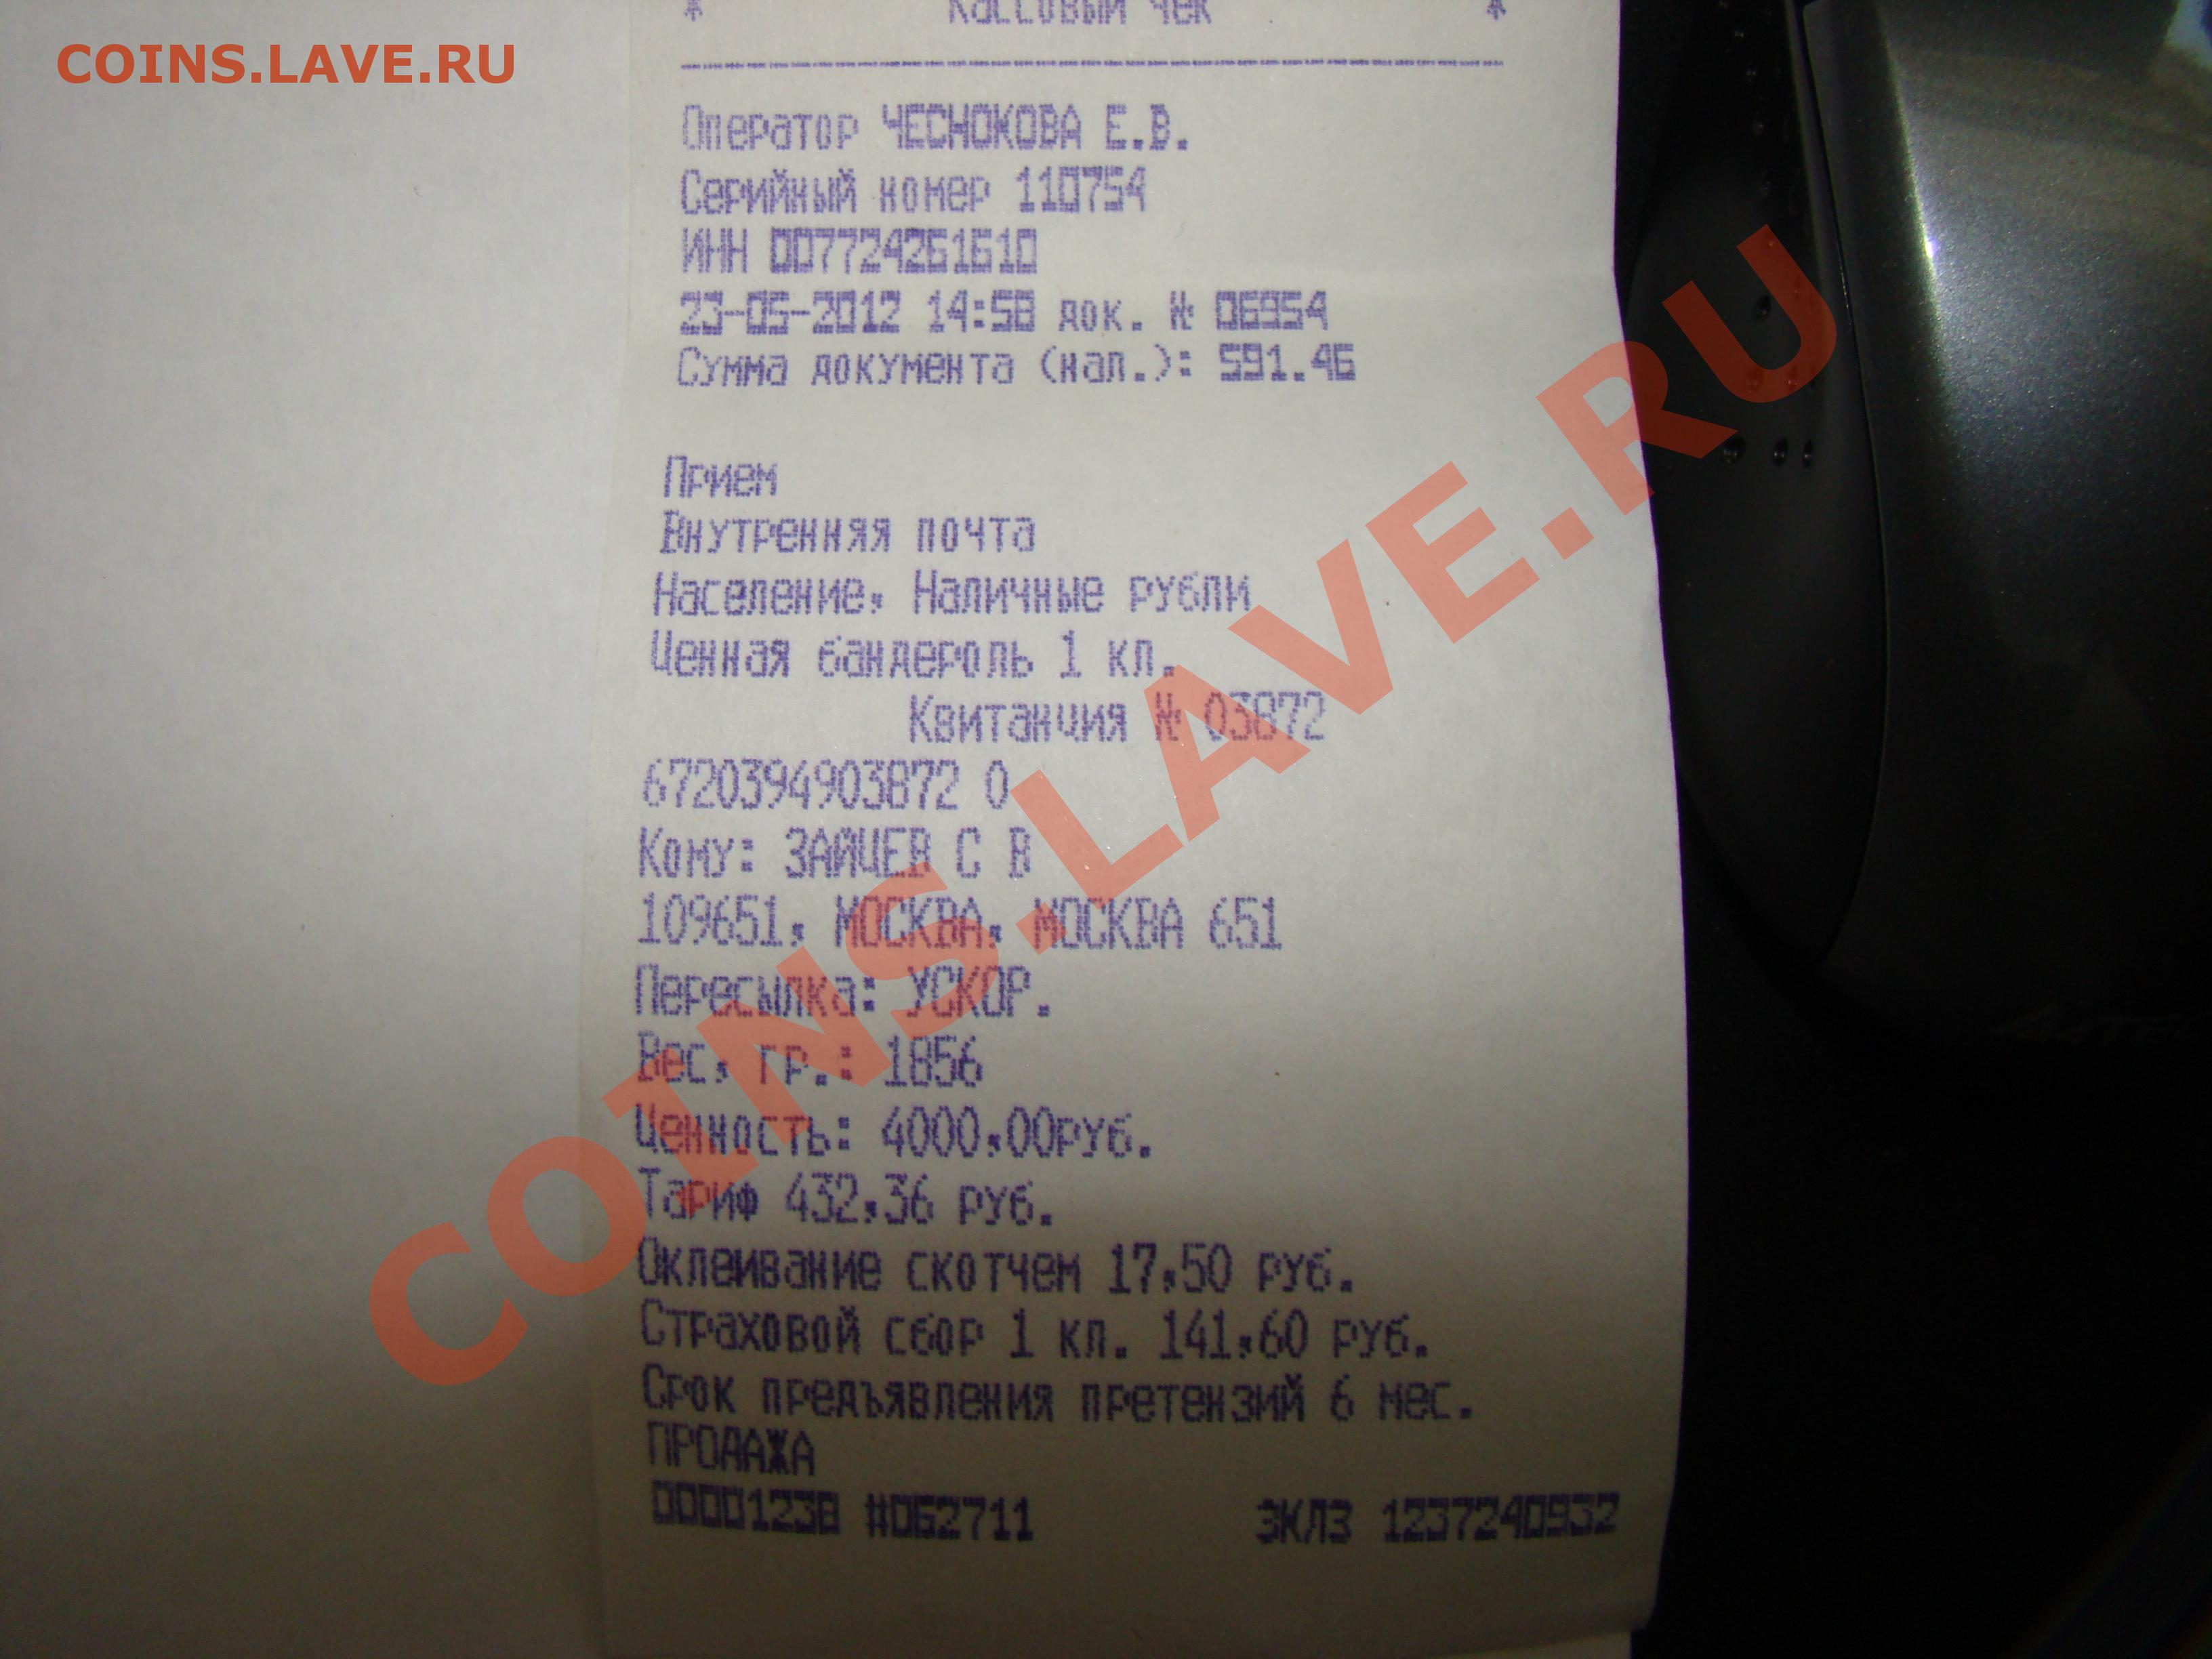 * Кассовый чек *
COINS.LAVE.RU
Оператор ЧЕСНОКОВА Е.В.
Серийный номер 110754
ИНН 007724261610
23-05-2012 14:58 док. № 06954
Сумма документа (нал.): 591.46
Прием
Внутренняя почта
Население, Наличные рубли
Ценная бандероль 1 кл.
Квитанция № 03872
6720394903872 0
Кому: ЗАЙЦЕВ С В
109651, МОСКВА, МОСКВА 651
Пересылка: УСКОР.
Вес, гр.: 1856
Ценность: 4000,00руб.
Тариф 432,36 руб.
Оклеивание скотчем 17,50 руб.
Страховой сбор 1 кл. 141,60 руб.
Срок предъявления претензий 6 мес.
ПРОДАЖА
00001238 #062711 ЭКЛЗ 1237240932
COINS.LAVE.RU